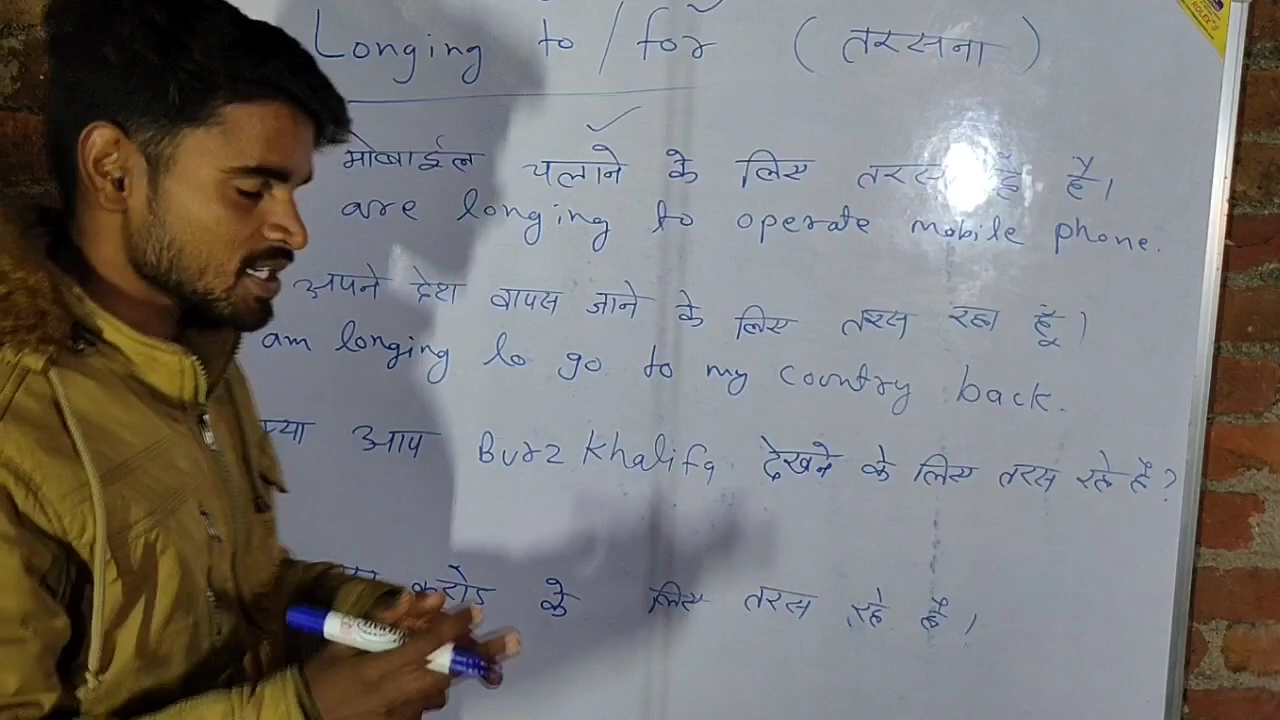 ROLEX
Longing to / for (तरसना)
मोबाईल चलाने के लिए तरस रहे है।
are longing to operate mobile phone.
अपने देश वापस जाने के लिए तरस रहा हूँ।
am longing to go to my country back.
क्या आप Burz Khalifa देखने के लिए तरस रहे है?
करोड़ के लिए तरस रहे है।